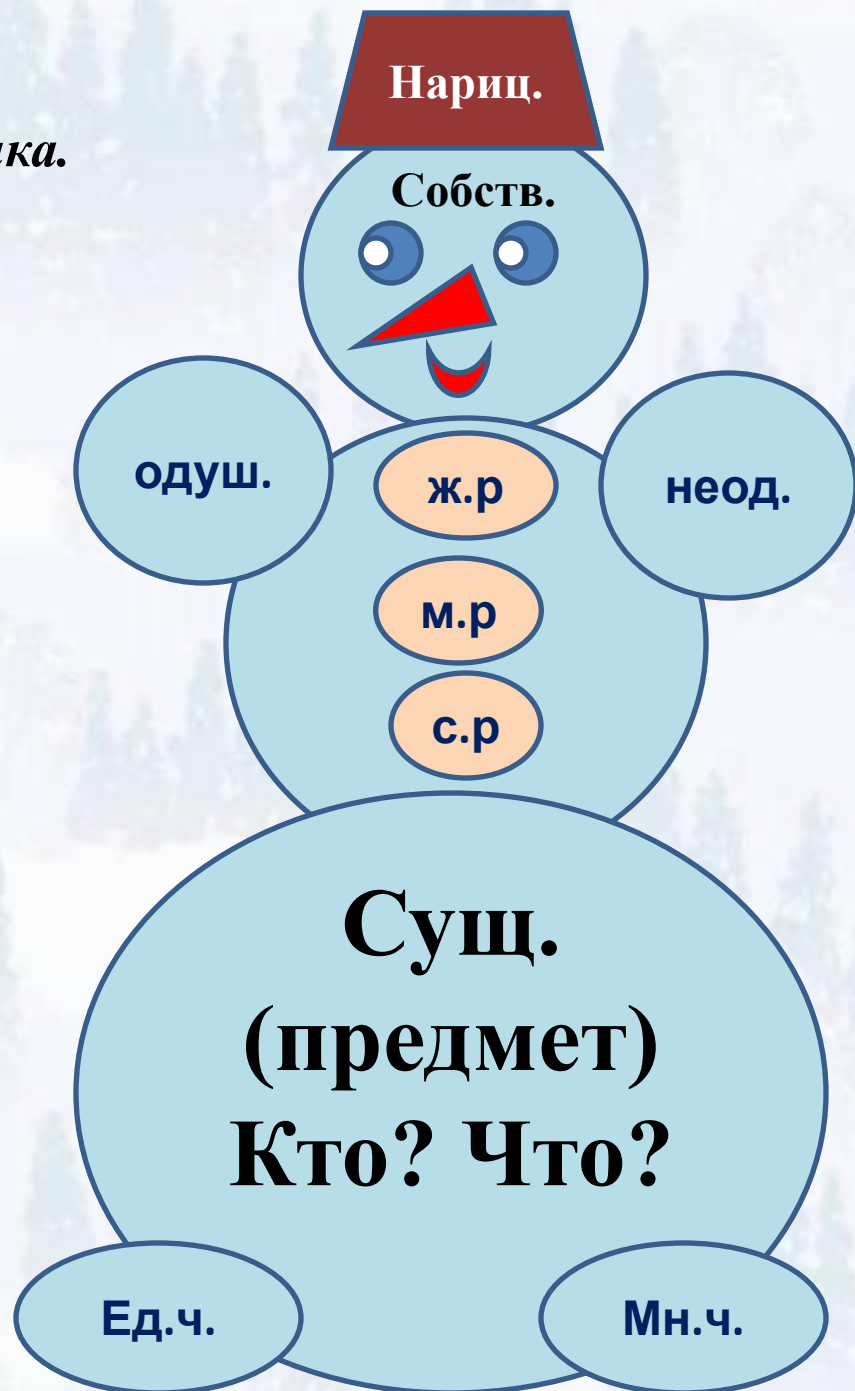 Нариц.
Собств.
одуш.
ж.р
неод.
м.р
с.р
Сущ.
(предмет)
Кто? Что?
Ед.ч.
Мн.ч.